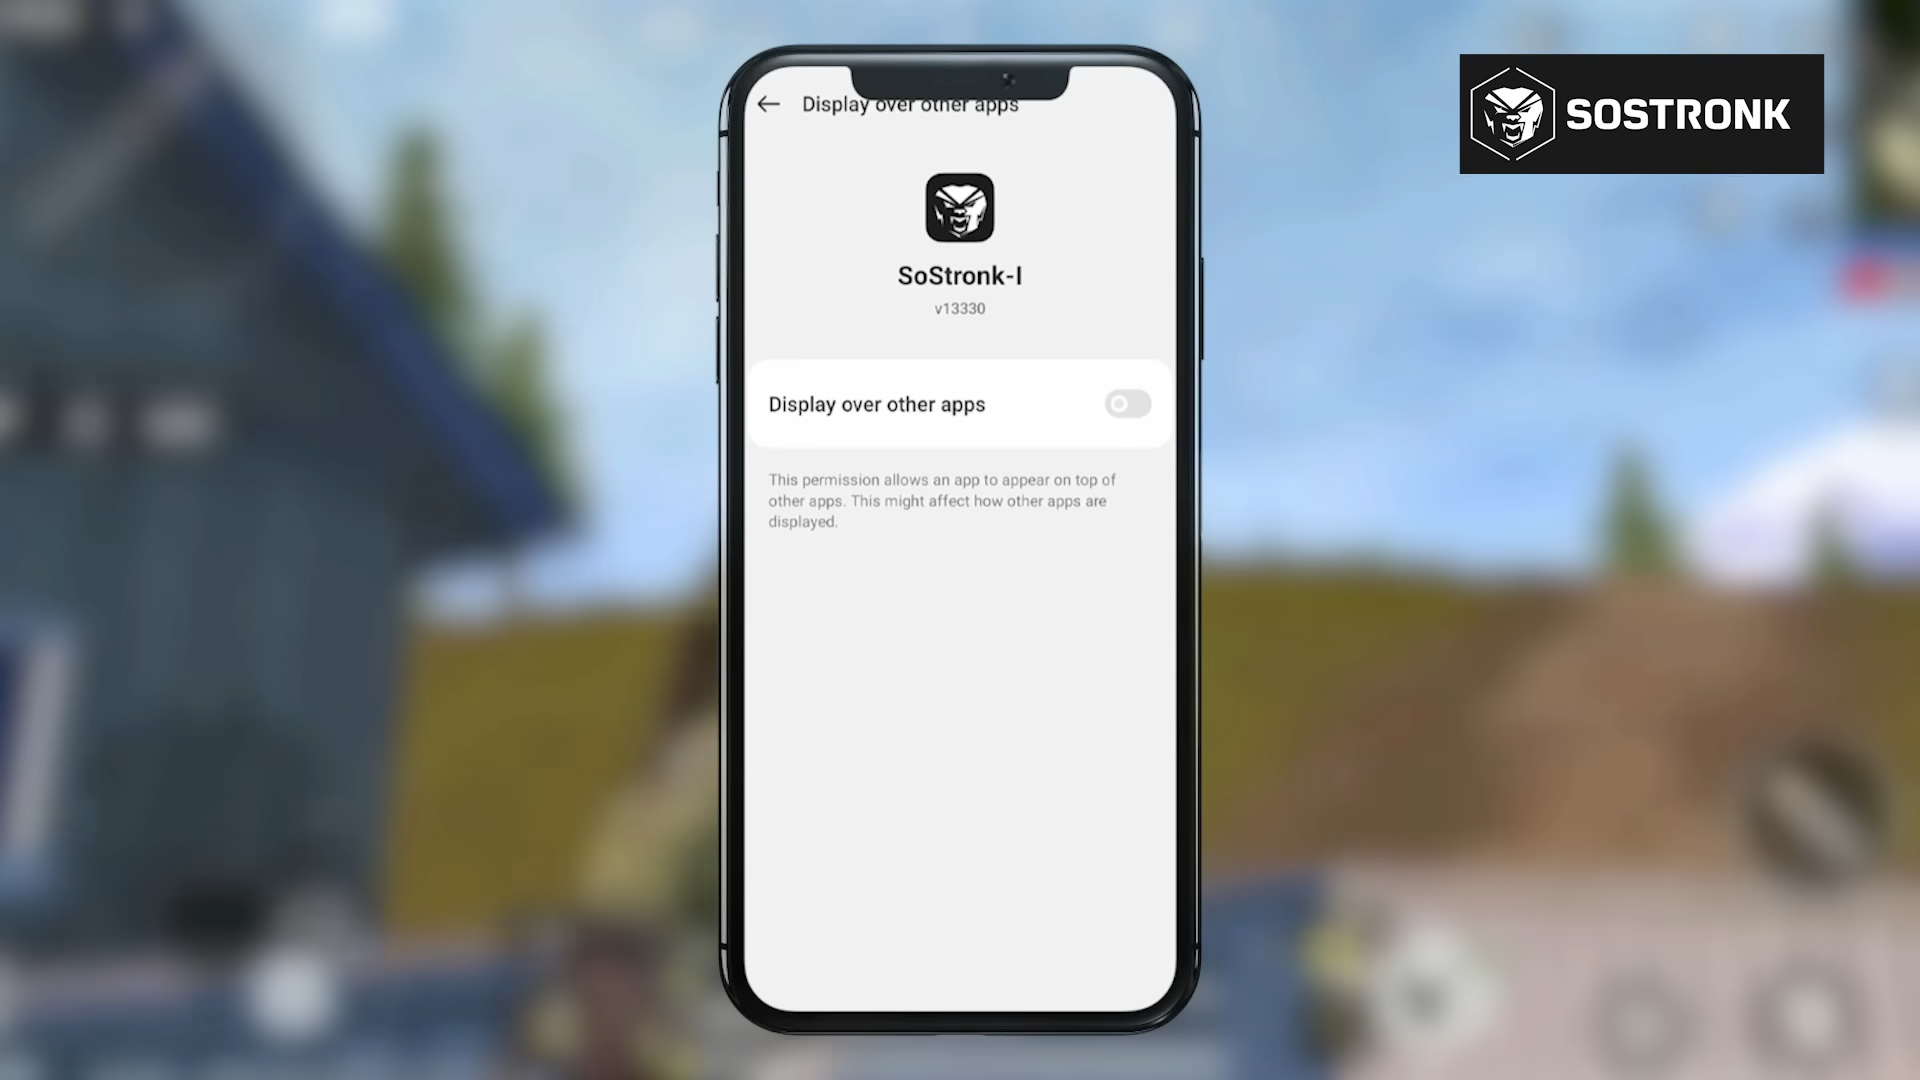 Display over other apps
SOSTRONK
SoStronk-I
v13330
Display over other apps
This permission allows an app to appear on top of
other apps. This might affect how other apps are
displayed.